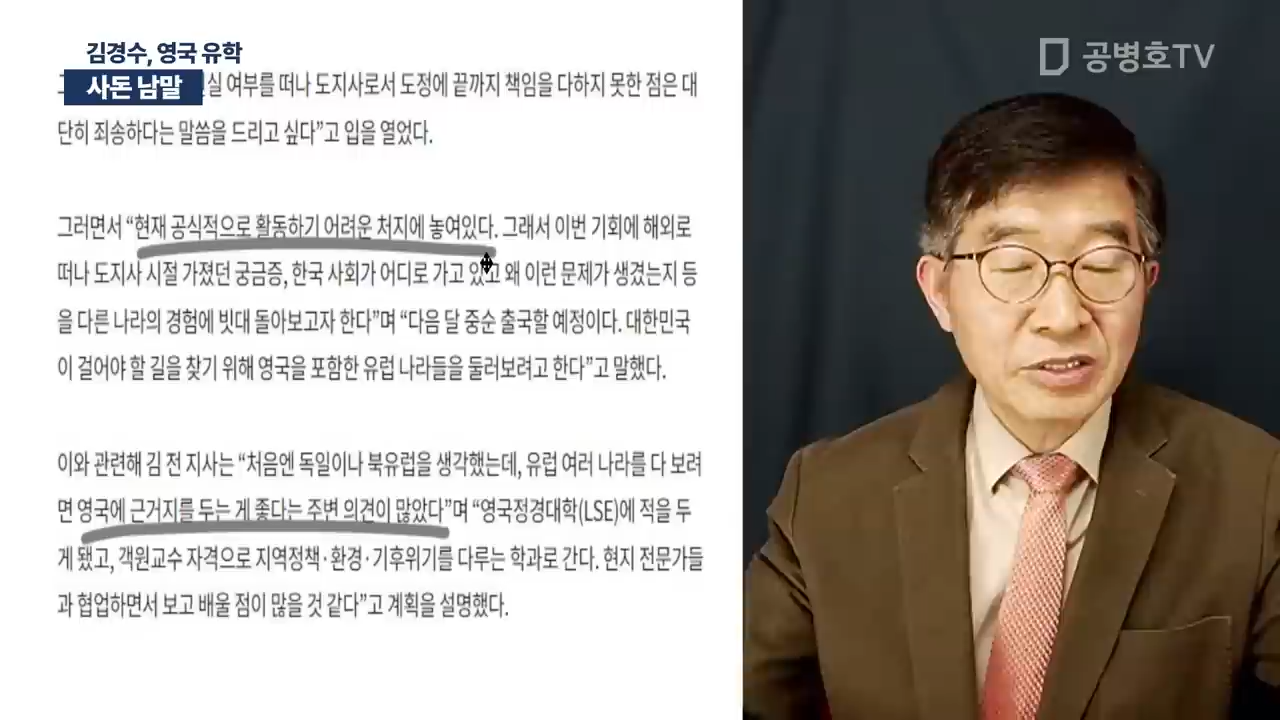 김경수, 영국 유학
사돈 남말
공병호TV
실 여부를 떠나 도지사로서 도정에 끝까지 책임을 다하지 못한 점은 대
단히 죄송하다는 말씀을 드리고 싶다”고 입을 열었다.
그러면서 “현재 공식적으로 활동하기 어려운 처지에 놓여있다. 그래서 이번 기회에 해외로
떠나 도지사 시절 가졌던 궁금증, 한국 사회가 어디로 가고 있고 왜 이런 문제가 생겼는지 등
을 다른 나라의 경험에 빗대 돌아보고자 한다”며 “다음 달 중순 출국할 예정이다. 대한민국
이 걸어야 할 길을 찾기 위해 영국을 포함한 유럽 나라들을 둘러보려고 한다”고 말했다.
이와 관련해 김 전 지사는 “처음엔 독일이나 북유럽을 생각했는데, 유럽 여러 나라를 다 보려
면 영국에 근거지를 두는 게 좋다는 주변 의견이 많았다”며 “영국정경대학(LSE)에 적을 두
게 됐고, 객원교수 자격으로 지역정책·환경·기후위기를 다루는 학과로 간다. 현지 전문가들
과 협업하면서 보고 배울 점이 많을 것 같다”고 계획을 설명했다.